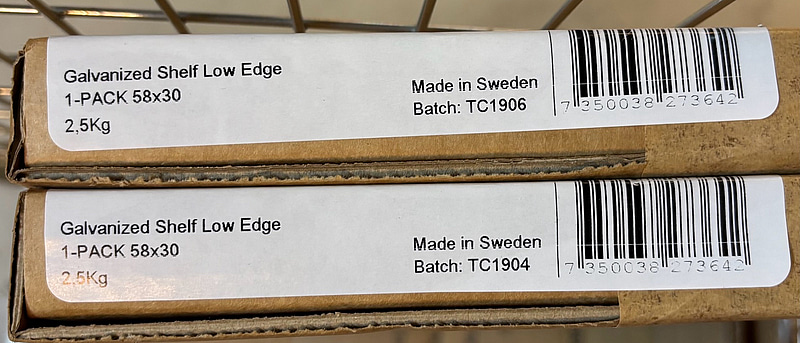 Galvanized Shelf Low Edge
1-PACK 58x30
2,5Kg
Made in Sweden
Batch: TC1906
7 350038 273642
Galvanized Shelf Low Edge
1-PACK 58x30
2,5Kg
Made in Sweden
Batch: TC1904
7 350038 273642